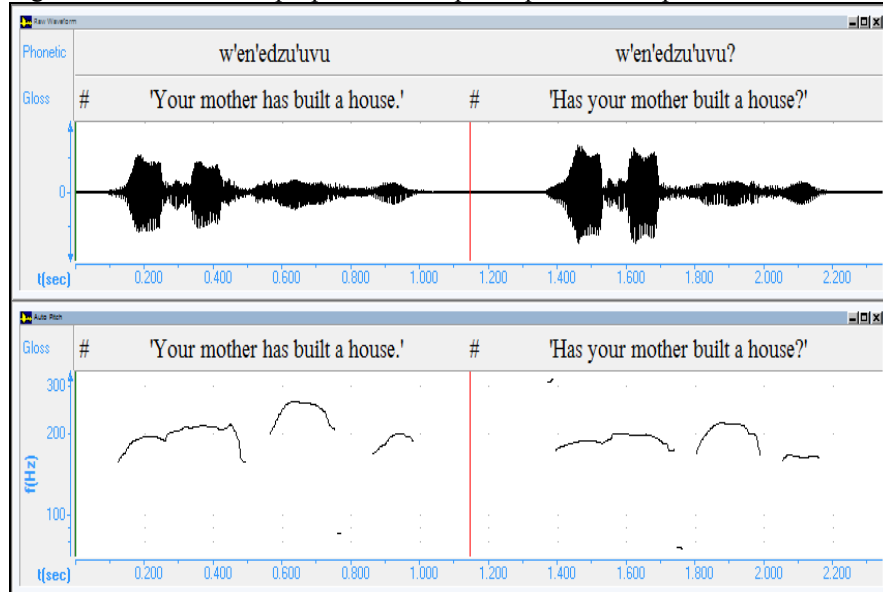 Raw Waveform
Phonetic w'en'edzu'uvu w'en'edzu'uvu?
Gloss # 'Your mother has built a house.' # 'Has your mother built a house?'
0
t(sec) 0.200 0.400 0.600 0.800 1.000 1.200 1.400 1.600 1.800 2.000 2.200
Auto Pitch
Gloss # 'Your mother has built a house.' # 'Has your mother built a house?'
300
200
f(Hz)
100
t(sec) 0.200 0.400 0.600 0.800 1.000 1.200 1.400 1.600 1.800 2.000 2.200